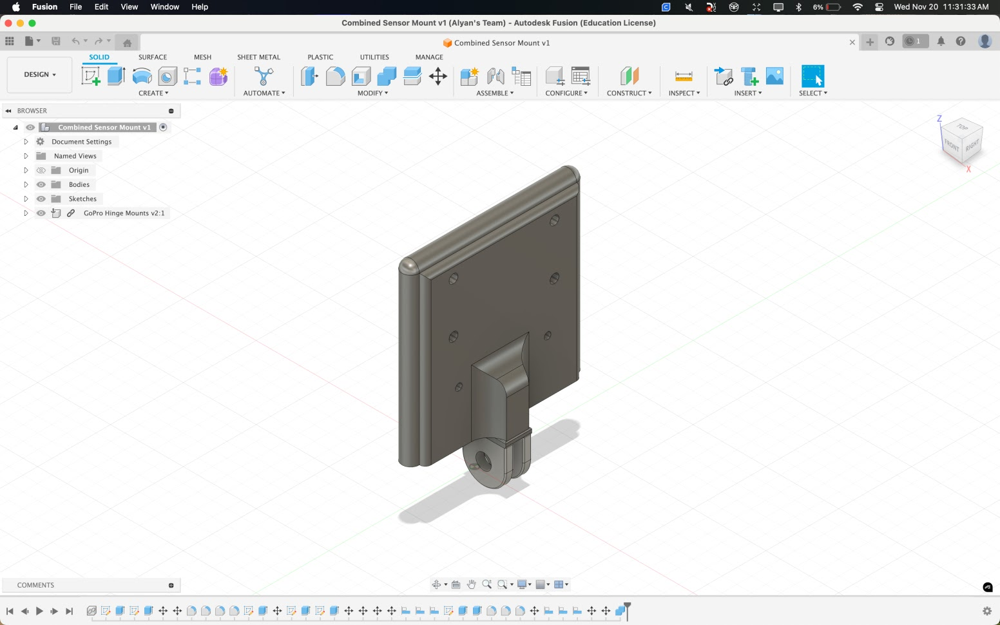 Fusion File Edit View Window Help 6% Wed Nov 20 11:31:33 AM
Combined Sensor Mount v1 (Alyan's Team) - Autodesk Fusion (Education License)
Combined Sensor Mount v1 1
SOLID SURFACE MESH SHEET METAL PLASTIC UTILITIES MANAGE
DESIGN
CREATE AUTOMATE MODIFY ASSEMBLE CONFIGURE CONSTRUCT INSPECT INSERT SELECT
BROWSER
Combined Sensor Mount v1
Document Settings
Named Views
Origin
Bodies
Sketches
GoPro Hinge Mounts v2:1
Z
TOP
FRONT RIGHT
X
COMMENTS